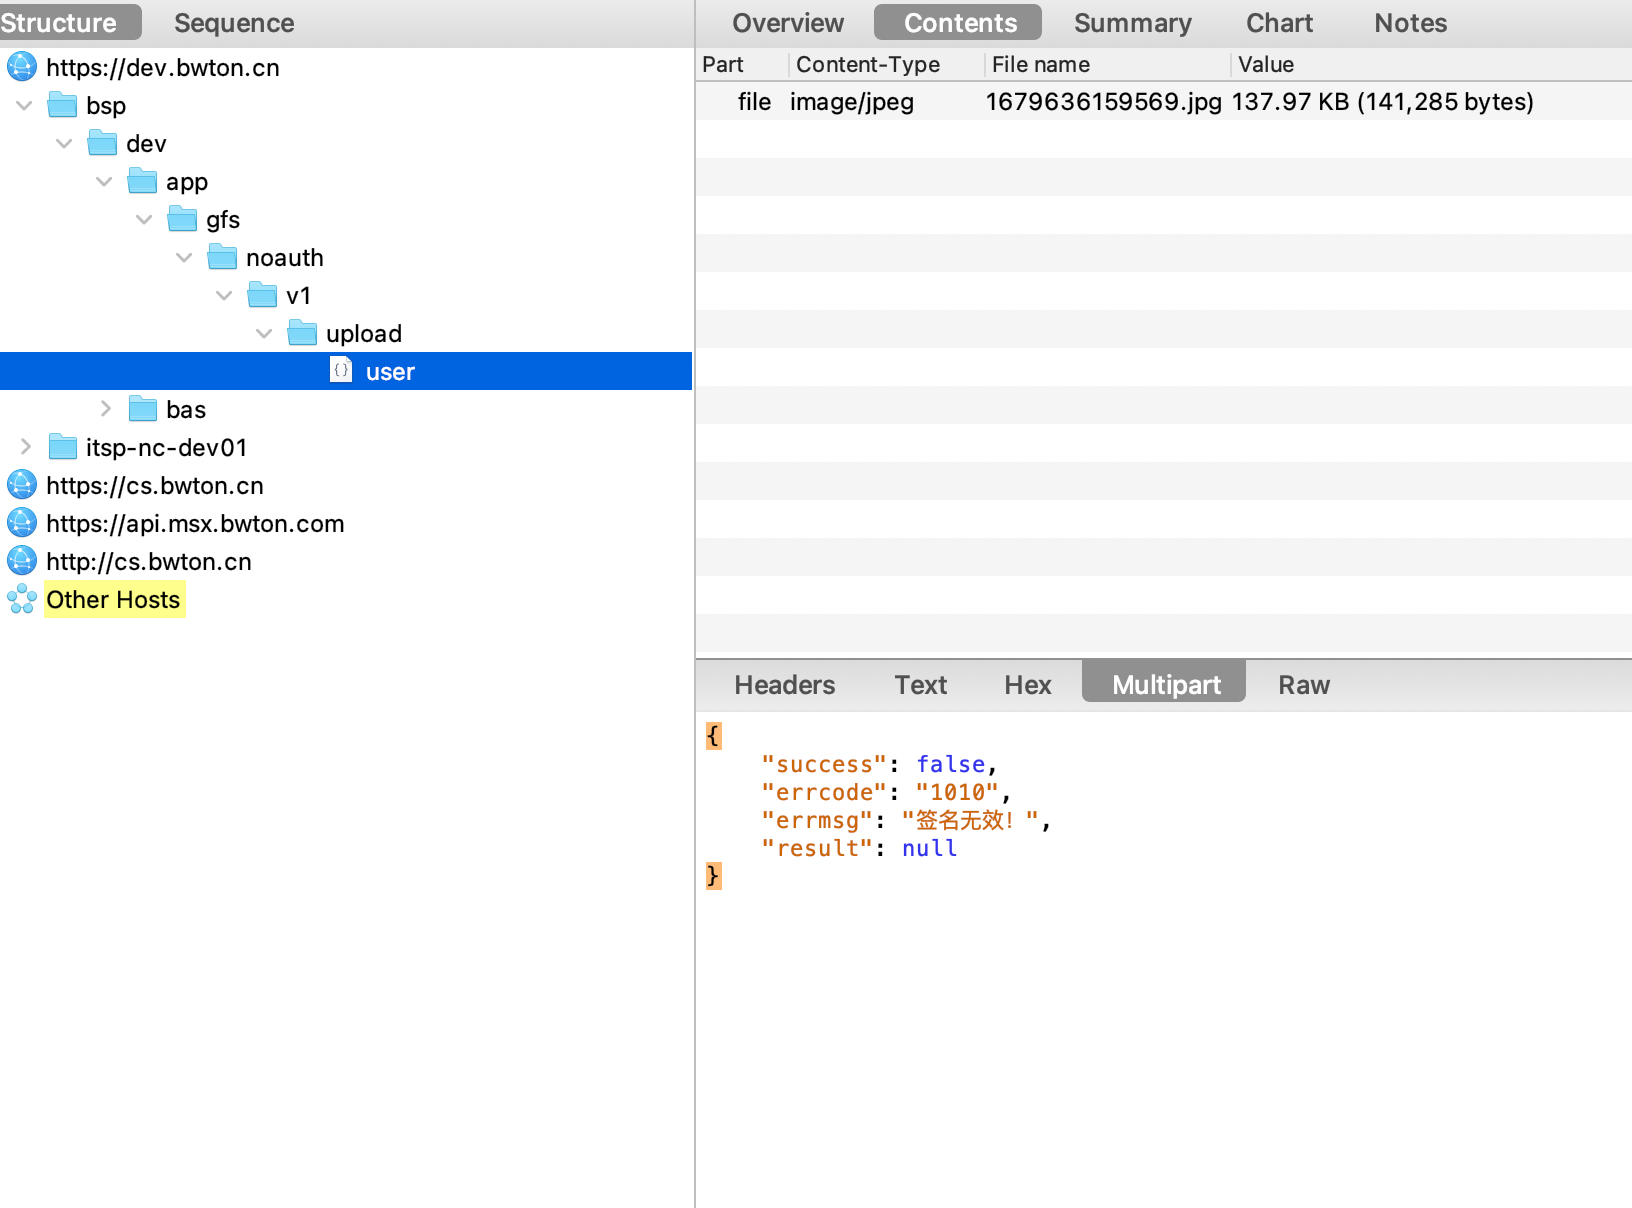 Structure Sequence
https://dev.bwton.cn
bsp
dev
app
gfs
noauth
v1
upload
user
bas
itsp-nc-dev01
https://cs.bwton.cn
https://api.msx.bwton.com
http://cs.bwton.cn
Other Hosts
Overview Contents Summary Chart Notes
Part Content-Type File name Value
file image/jpeg 1679636159569.jpg 137.97 KB (141,285 bytes)
Headers Text Hex Multipart Raw
{
"success": false,
"errcode": "1010",
"errmsg": "签名无效！",
"result": null
}